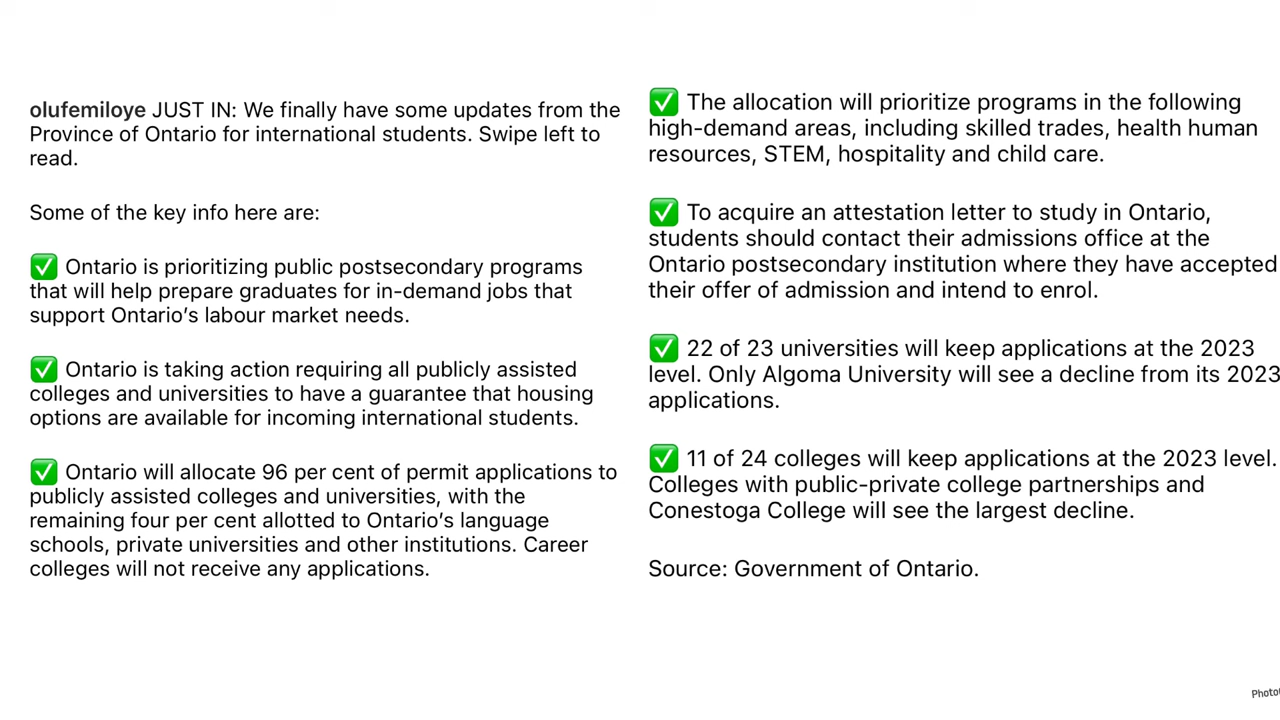 olufemiloye JUST IN: We finally have some updates from the
Province of Ontario for international students. Swipe left to
read.
Some of the key info here are:
✅ Ontario is prioritizing public postsecondary programs
that will help prepare graduates for in-demand jobs that
support Ontario’s labour market needs.
✅ Ontario is taking action requiring all publicly assisted
colleges and universities to have a guarantee that housing
options are available for incoming international students.
✅ Ontario will allocate 96 per cent of permit applications to
publicly assisted colleges and universities, with the
remaining four per cent allotted to Ontario’s language
schools, private universities and other institutions. Career
colleges will not receive any applications.
✅ The allocation will prioritize programs in the following
high-demand areas, including skilled trades, health human
resources, STEM, hospitality and child care.
✅ To acquire an attestation letter to study in Ontario,
students should contact their admissions office at the
Ontario postsecondary institution where they have accepted
their offer of admission and intend to enrol.
✅ 22 of 23 universities will keep applications at the 2023
level. Only Algoma University will see a decline from its 2023
applications.
✅ 11 of 24 colleges will keep applications at the 2023 level.
Colleges with public-private college partnerships and
Conestoga College will see the largest decline.
Source: Government of Ontario.